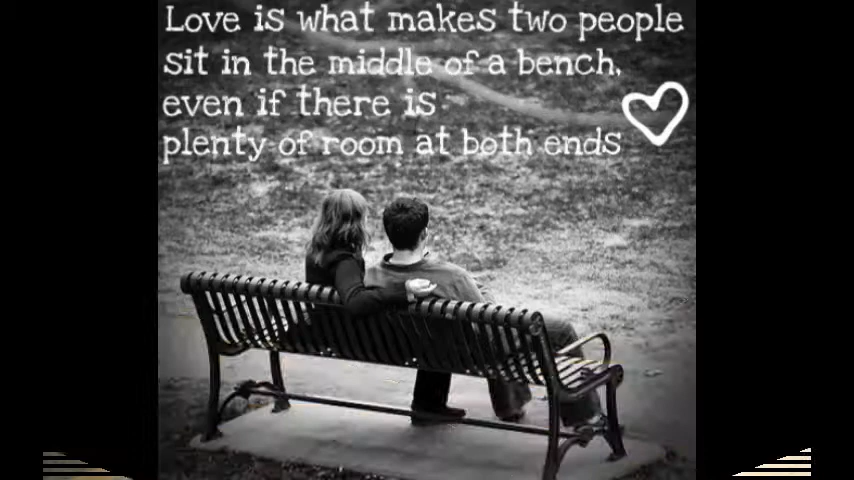 Love is what makes two people
sit in the middle of a bench,
even if there is
plenty of room at both ends